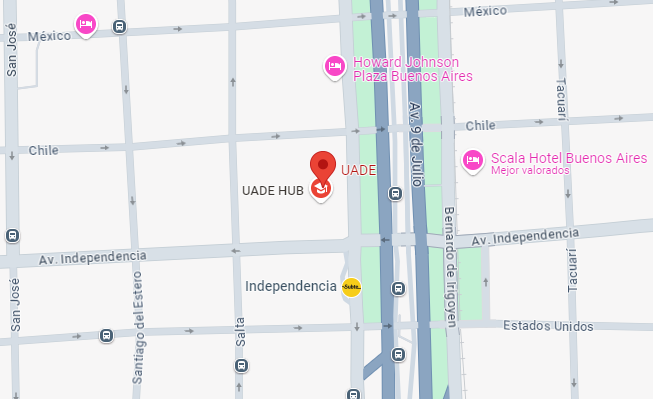 México
San José
México
Howard Johnson
Plaza Buenos Aires
Tacuarí
Av. 9 de Julio
Chile
Chile
Scala Hotel Buenos Aires
Mejor valorados
UADE
UADE HUB
Bernardo de Irigoyen
Av. Independencia
Av. Independencia
Tacuarí
San José
Santiago del Estero
Independencia
Subte
Salta
Estados Unidos